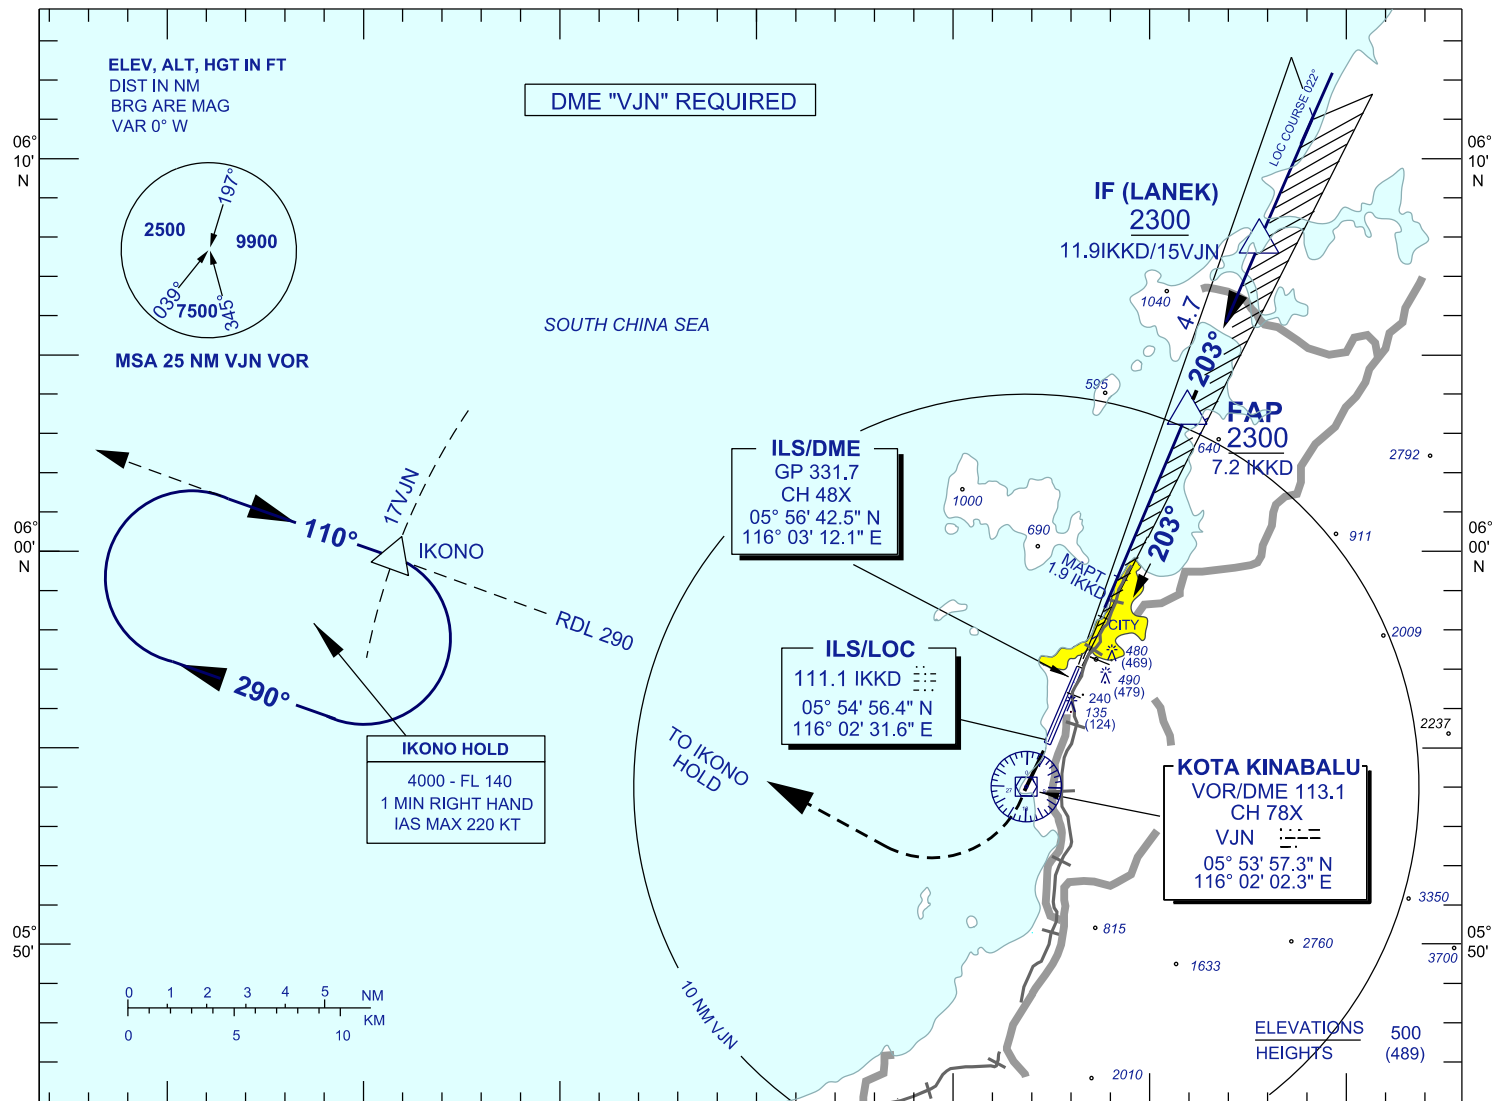 ELEV, ALT, HGT IN FT
DIST IN NM
BRG ARE MAG
VAR 0° W
DME "VJN" REQUIRED
06°
10'
N
06°
10'
N
197°
2500
9900
039°
7500
345°
MSA 25 NM VJN VOR
SOUTH CHINA SEA
LOC COURSE 022°
IF (LANEK)
2300
11.9IKKD/15VJN
1040
4.7
203°
595
FAP
2300
7.2 IKKD
640
2792
ILS/DME
GP 331.7
CH 48X
05° 56' 42.5" N
116° 03' 12.1" E
1000
690
203°
911
17VJN
110°
IKONO
RDL 290
06°
00'
N
06°
00'
N
MAPT
1.9 IKKD
CITY
2009
480
(469)
490
(479)
240
135
(124)
ILS/LOC
111.1 IKKD
05° 54' 56.4" N
116° 02' 31.6" E
290°
2237
IKONO HOLD
4000 - FL 140
1 MIN RIGHT HAND
IAS MAX 220 KT
TO IKONO
HOLD
0
27
18
KOTA KINABALU
VOR/DME 113.1
CH 78X
VJN
05° 53' 57.3" N
116° 02' 02.3" E
3350
815
2760
1633
3700
05°
50'
05°
50'
10 NM VJN
0 1 2 3 4 5 NM
KM
0 5 10
ELEVATIONS 500
HEIGHTS (489)
2010